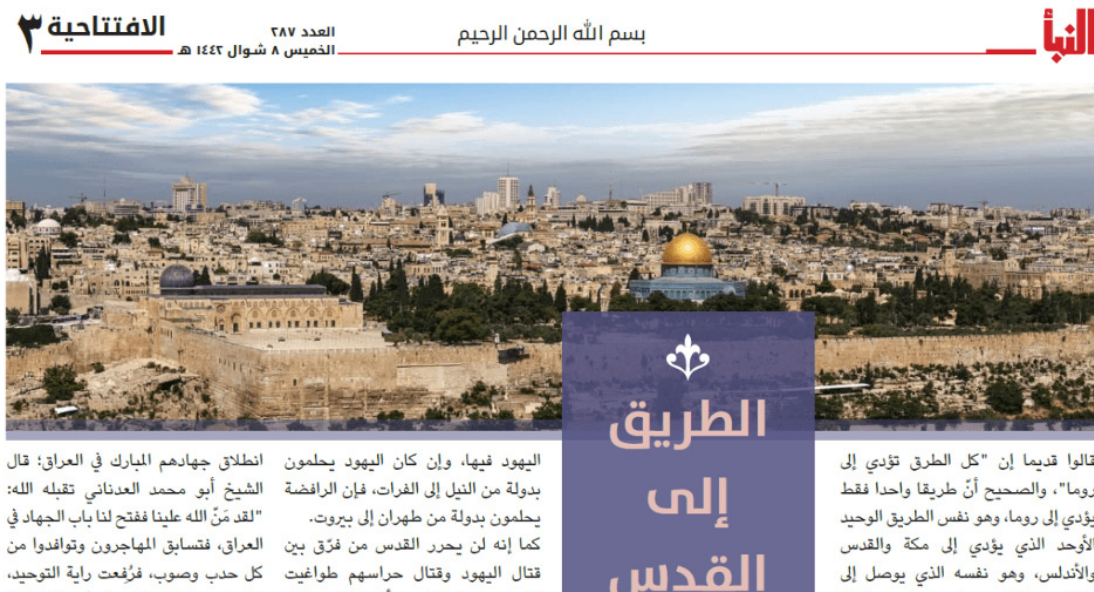 النبأ
بسم الله الرحمن الرحيم
العدد ٢٨٧
الخميس ٨ شوال ١٤٤٢ هـ
الافتتاحية ٣
الطريق
إلى
القدس
قالوا قديما إن "كل الطرق تؤدي إلى
روما"، والصحيح أنّ طريقا واحدا فقط
يؤدي إلى روما، وهو نفس الطريق الوحيد
الأوحد الذي يؤدي إلى مكة والقدس
والأندلس، وهو نفسه الذي يوصل إلى
اليهود فيها، وإن كان اليهود يحلمون
بدولة من النيل إلى الفرات، فإن الرافضة
يحلمون بدولة من طهران إلى بيروت.
كما إنه لن يحرر القدس من فرّق بين
قتال اليهود وقتال حراسهم طواغيت
انطلاق جهادهم المبارك في العراق؛ قال
الشيخ أبو محمد العدناني تقبله الله:
"لقد مَنّ الله علينا ففتح لنا باب الجهاد في
العراق، فتسابق المهاجرون وتوافدوا من
كل حدب وصوب، فرُفعت راية التوحيد،